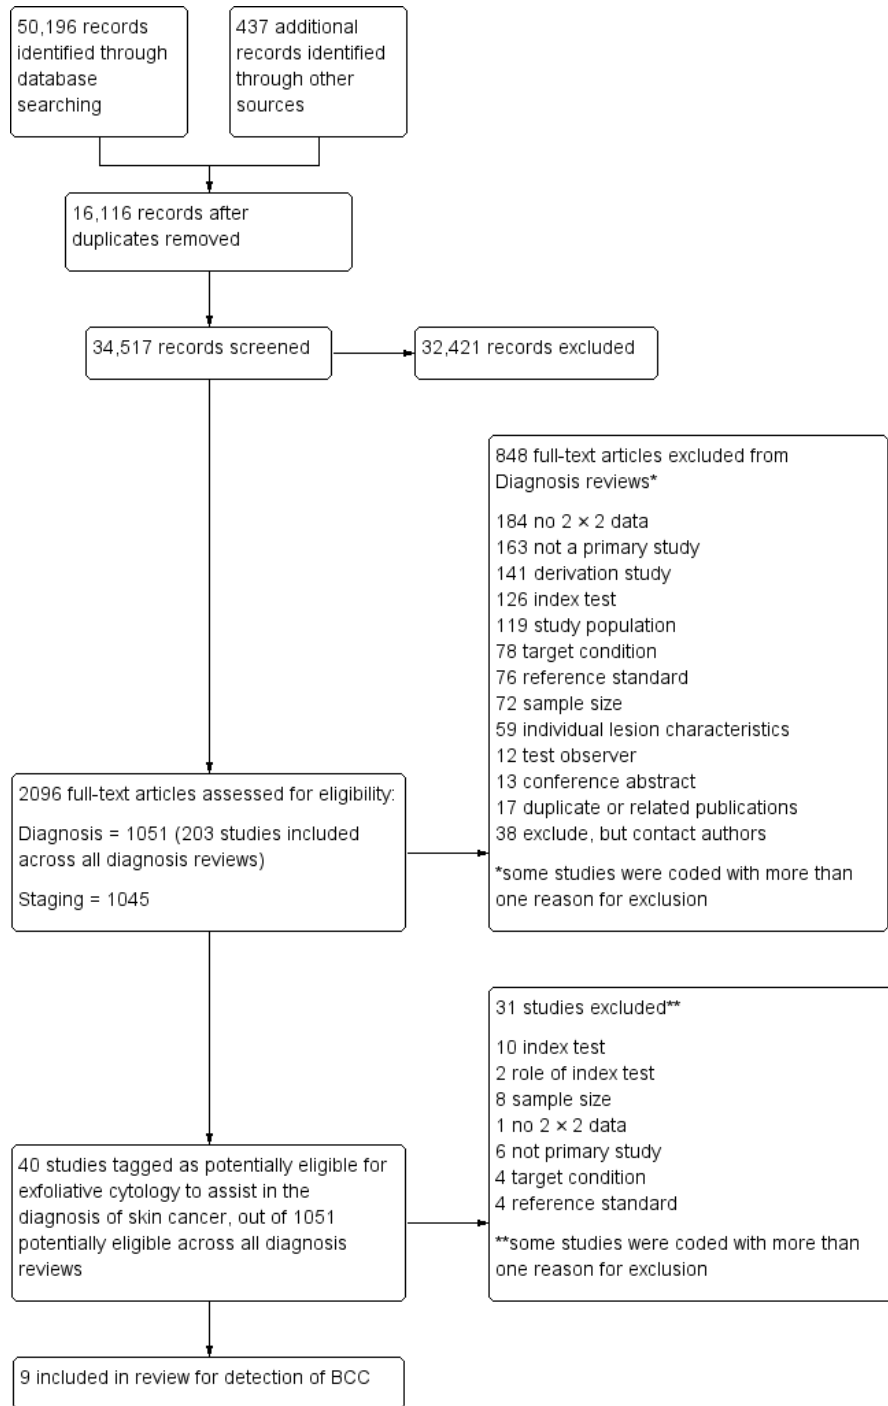 50,196 records
identified through
database
searching
437 additional
records identified
through other
sources
16,116 records after
duplicates removed
34,517 records screened
32,421 records excluded
848 full-text articles excluded from
Diagnosis reviews*
184 no 2 × 2 data
163 not a primary study
141 derivation study
126 index test
119 study population
78 target condition
76 reference standard
72 sample size
59 individual lesion characteristics
12 test observer
13 conference abstract
17 duplicate or related publications
38 exclude, but contact authors
*some studies were coded with more than
one reason for exclusion
2096 full-text articles assessed for eligibility:
Diagnosis = 1051 (203 studies included
across all diagnosis reviews)
Staging = 1045
31 studies excluded**
10 index test
2 role of index test
8 sample size
1 no 2 × 2 data
6 not primary study
4 target condition
4 reference standard
**some studies were coded with more than
one reason for exclusion
40 studies tagged as potentially eligible for
exfoliative cytology to assist in the
diagnosis of skin cancer, out of 1051
potentially eligible across all diagnosis
reviews
9 included in review for detection of BCC